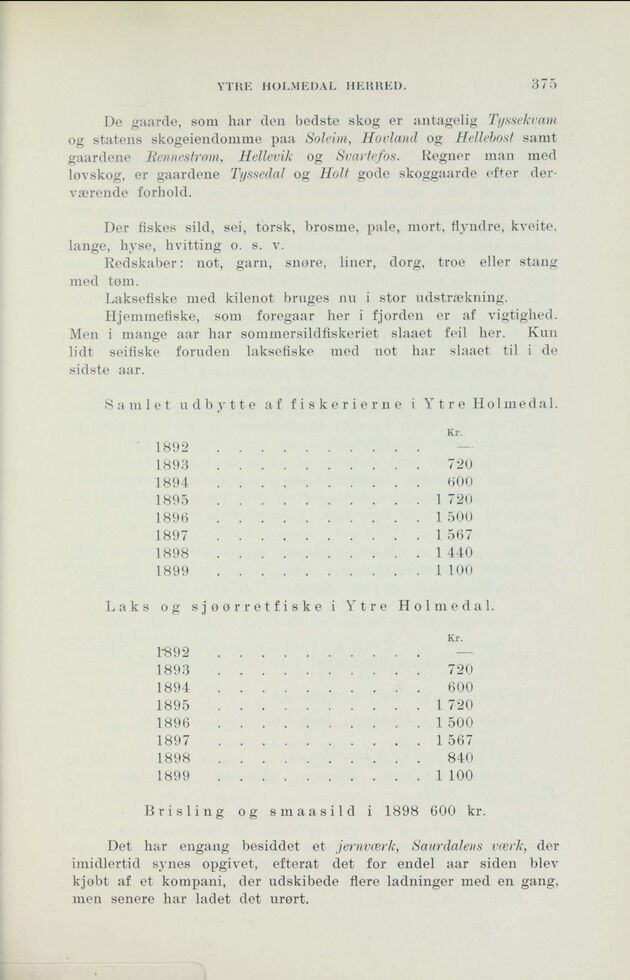 YTRE HOLMEDAL HERRED. 375
De gaarde, som har den bedste skog er antagelig Tyssekvam
og statens skogeiendomme paa Soleim, Hovland og Hellebost samt
gaardene Rennestrøm, Hellevik og Svartefos. Regner man med
løvskog, er gaardene Tyssedal og Holt gode skoggaarde efter der-
værende forhold.
Der fiskes sild, sei, torsk, brosme, pale, mort, flyndre, kveite,
lange, hyse, hvitting o. s. v.
Redskaber: not, garn, snøre, liner, dorg, troe eller stang
med tøm.
Laksefiske med kilenot bruges nu i stor udstrækning.
Hjemmefiske, som foregaar her i fjorden er af vigtighed.
Men i mange aar har sommersildfiskeriet slaaet feil her. Kun
lidt seifiske foruden laksefiske med not har slaaet til i de
sidste aar.
Samlet udbytte af fiskerierne i Ytre Holmedal.
Kr.
1892 . . . . . . . . . . —
1893 . . . . . . . . . . 720
1894 . . . . . . . . . . 600
1895 . . . . . . . . . . 1 720
1896 . . . . . . . . . . 1 500
1897 . . . . . . . . . . 1 567
1898 . . . . . . . . . . 1 440
1899 . . . . . . . . . . 1 100
Laks og sjøørretfiske i Ytre Holmedal.
Kr.
1892 . . . . . . . . . . —
1893 . . . . . . . . . . 720
1894 . . . . . . . . . . 600
1895 . . . . . . . . . . 1 720
1896 . . . . . . . . . . 1 500
1897 . . . . . . . . . . 1 567
1898 . . . . . . . . . . 840
1899 . . . . . . . . . . 1 100
Brisling og smaasild i 1898 600 kr.
Det har engang besiddet et jernværk, Saurdalens værk, der
imidlertid synes opgivet, efterat det for endel aar siden blev
kjøbt af et kompani, der udskibede flere ladninger med en gang,
men senere har ladet det urørt.